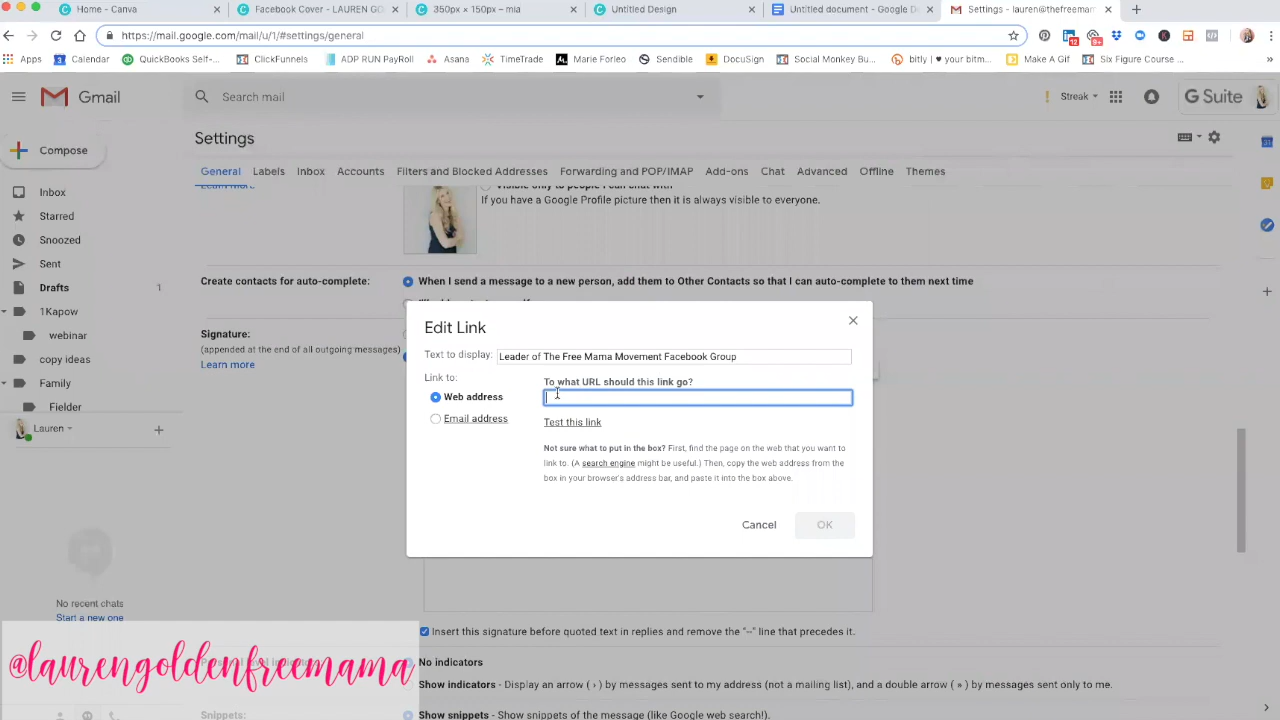 Home - Canva
Facebook Cover - LAUREN GO
350px × 150px – mia
Untitled Design
Untitled document - Google D
Settings - lauren@thefreemam
https://mail.google.com/mail/u/1/#settings/general
12
9+
Apps
Calendar
QuickBooks Self-...
ClickFunnels
ADP RUN PayRoll
Asana
TimeTrade
Marie Forleo
Sendible
DocuSign
Social Monkey Bu...
bitly | ♥ your bitm...
Make A Gif
Six Figure Course ...
»
Gmail
Search mail
Streak
G Suite
Compose
Settings
General
Labels
Inbox
Accounts
Filters and Blocked Addresses
Forwarding and POP/IMAP
Add-ons
Chat
Advanced
Offline
Themes
Inbox
Starred
Snoozed
Sent
Drafts
1
1Kapow
webinar
copy ideas
Family
Fielder
Lauren
No recent chats
Start a new one
Learn more.
Visible only to people I can chat with
If you have a Google Profile picture then it is always visible to everyone.
Create contacts for auto-complete:
When I send a message to a new person, add them to Other Contacts so that I can auto-complete to them next time
Signature:
(appended at the end of all outgoing messages)
Learn more
Edit Link
Text to display:
Leader of The Free Mama Movement Facebook Group
Link to:
To what URL should this link go?
Web address
Email address
Test this link
Not sure what to put in the box? First, find the page on the web that you want to
link to. (A search engine might be useful.) Then, copy the web address from the
box in your browser's address bar, and paste it into the box above.
Cancel
OK
Insert this signature before quoted text in replies and remove the "--" line that precedes it.
No indicators
Show indicators - Display an arrow ( › ) by messages sent to my address (not a mailing list), and a double arrow ( » ) by messages sent only to me.
Snippets:
Show snippets - Show snippets of the message (like Google web search!).
@laurengoldenfreemama